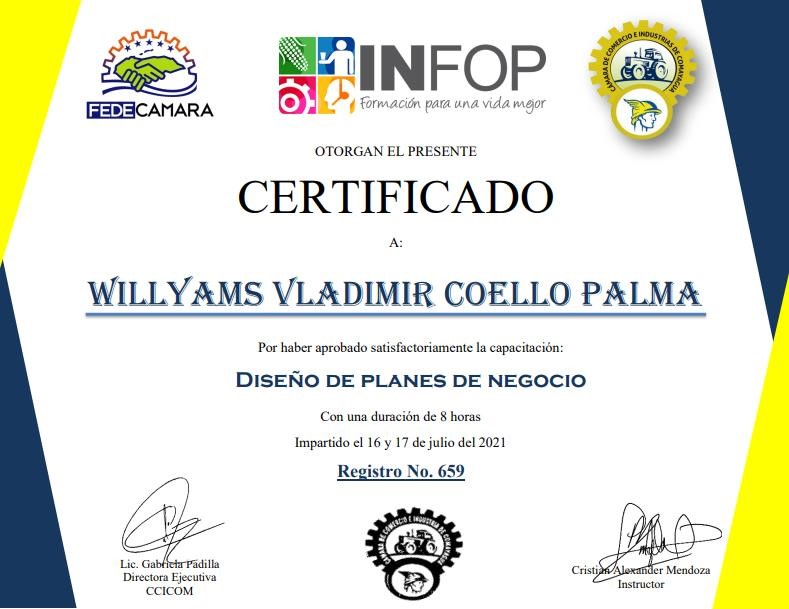 FEDECAMARA
INFOP
Formación para una vida mejor
CÁMARA DE COMERCIO E INDUSTRIAS DE COMAYAGUA
OTORGAN EL PRESENTE
CERTIFICADO
A:
WILLYAMS VLADIMIR COELLO PALMA
Por haber aprobado satisfactoriamente la capacitación:
DISEÑO DE PLANES DE NEGOCIO
Con una duración de 8 horas
Impartido el 16 y 17 de julio del 2021
Registro No. 659
CAMARA DE COMERCIO E INDUSTRIA DE COMAYAGUA
Lic. Gabriela Padilla
Directora Ejecutiva
CCICOM
Cristian Alexander Mendoza
Instructor